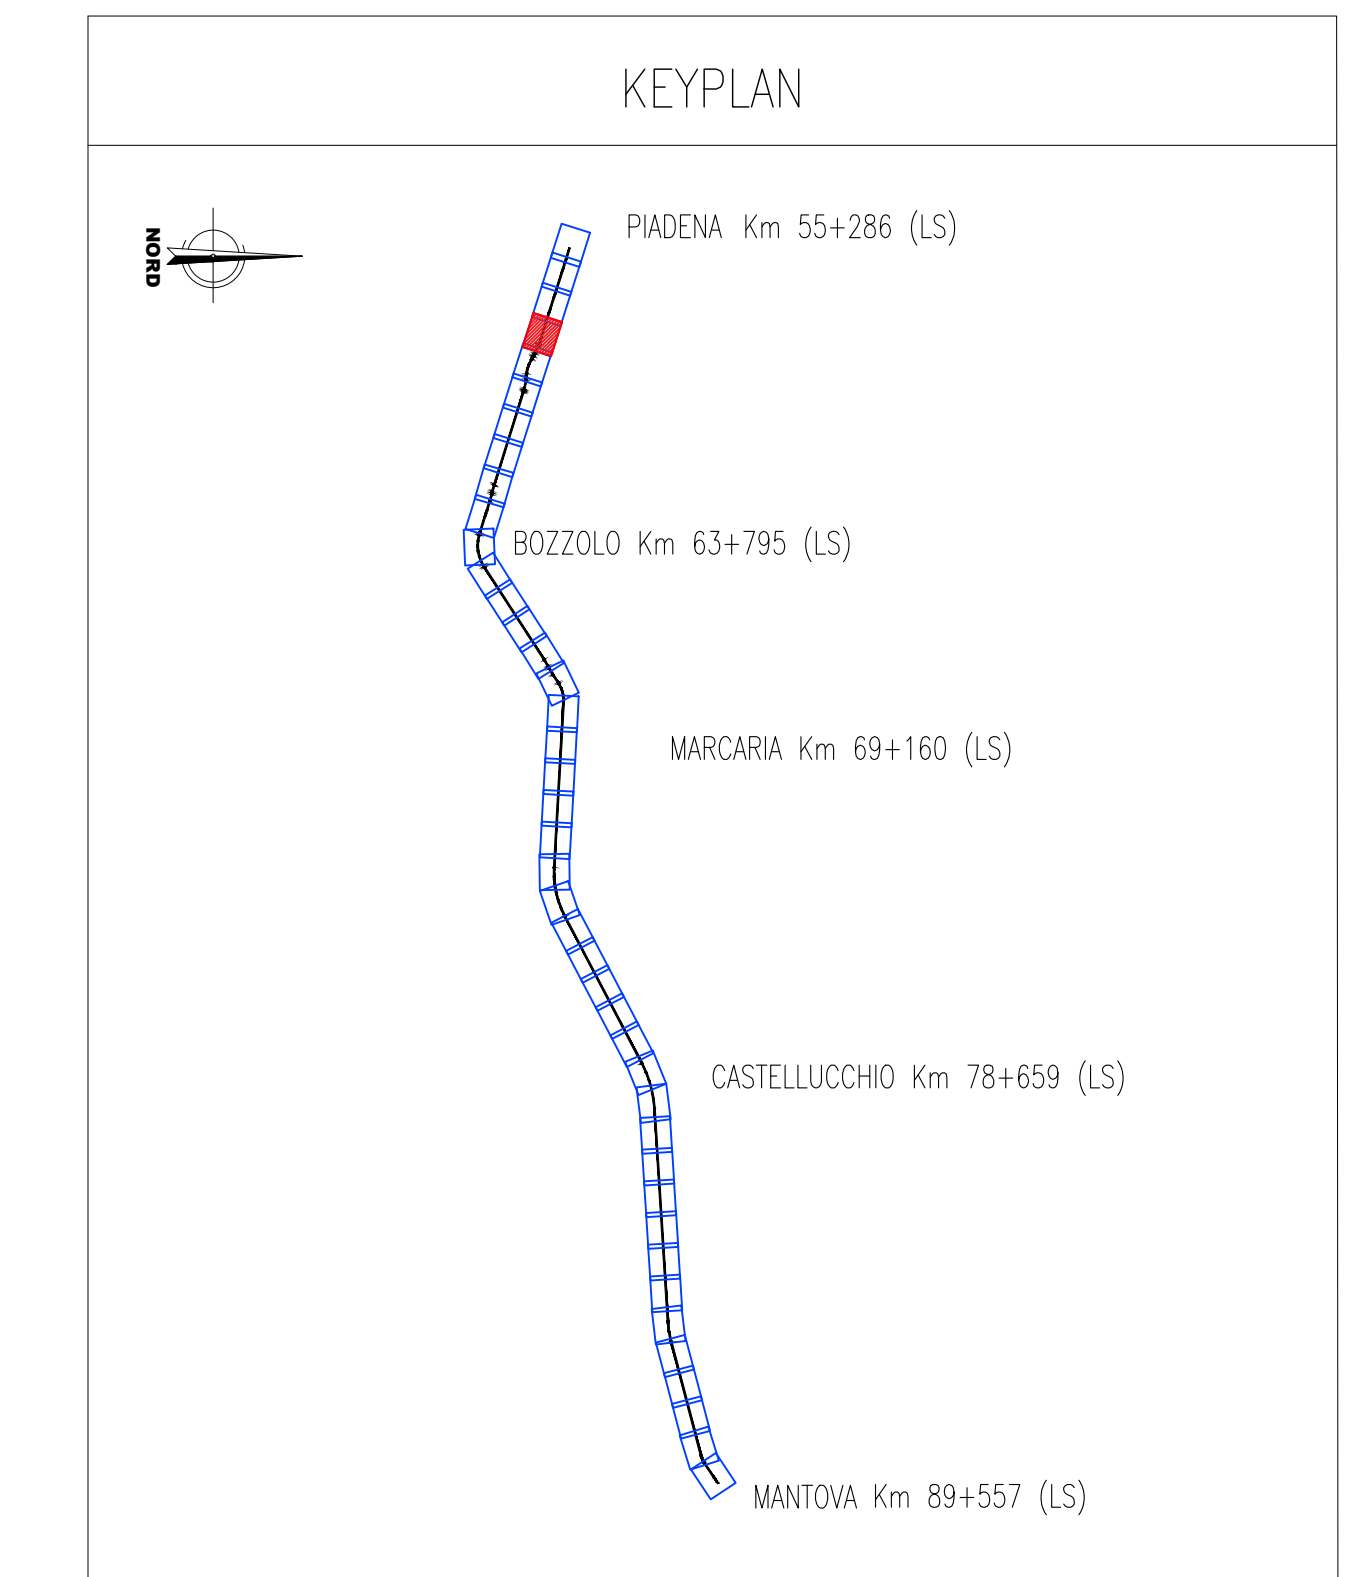 KEYPLAN
NORD
PIADENA Km 55+286 (LS)
BOZZOLO Km 63+795 (LS)
MARCARIA Km 69+160 (LS)
CASTELLUCCHIO Km 78+659 (LS)
MANTOVA Km 89+557 (LS)